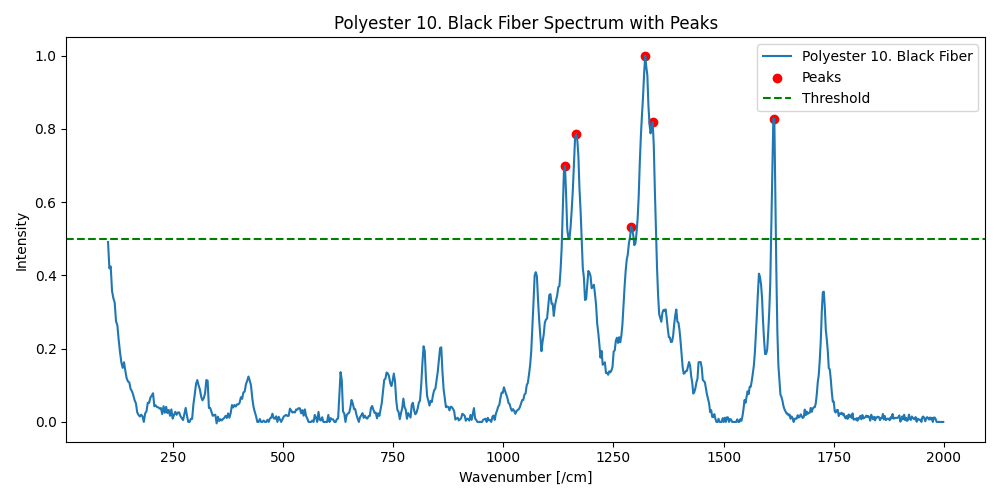 Polyester 10. Black Fiber Spectrum with Peaks
Polyester 10. Black Fiber
Peaks
Threshold
Intensity
1.0
0.8
0.6
0.4
0.2
0.0
250 500 750 1000 1250 1500 1750 2000
Wavenumber [/cm]